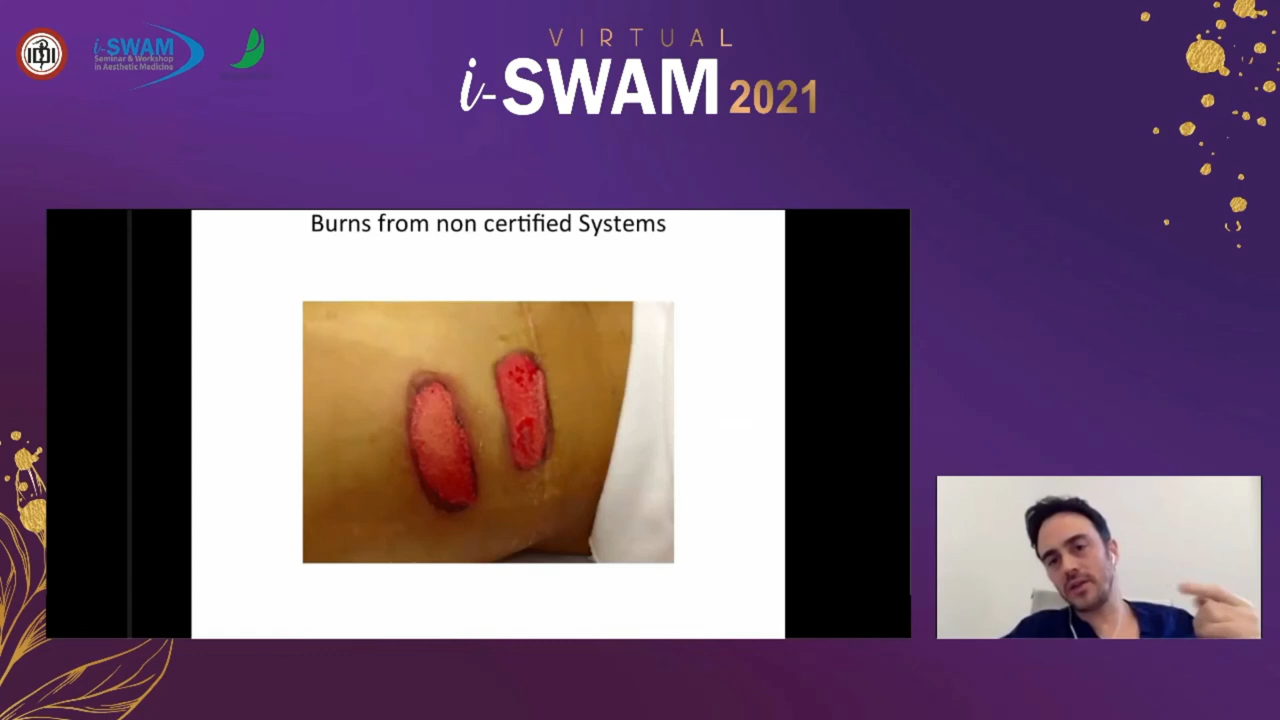 i-SWAM
Seminar & Workshop
in Aesthetic Medicine
VIRTUAL
i-SWAM 2021
Burns from non certified Systems